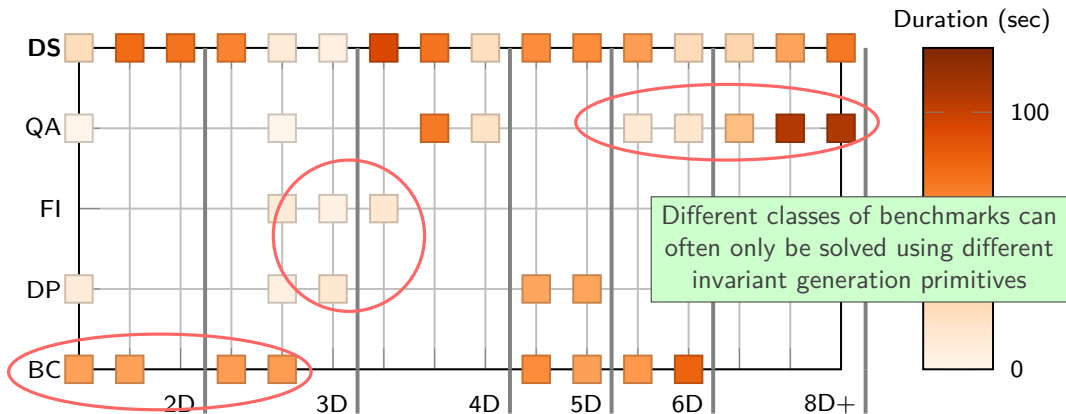 Duration (sec)
DS
QA
100
FI
Different classes of benchmarks can
often only be solved using different
invariant generation primitives
DP
BC
0
2D
3D
4D
5D
6D
8D+